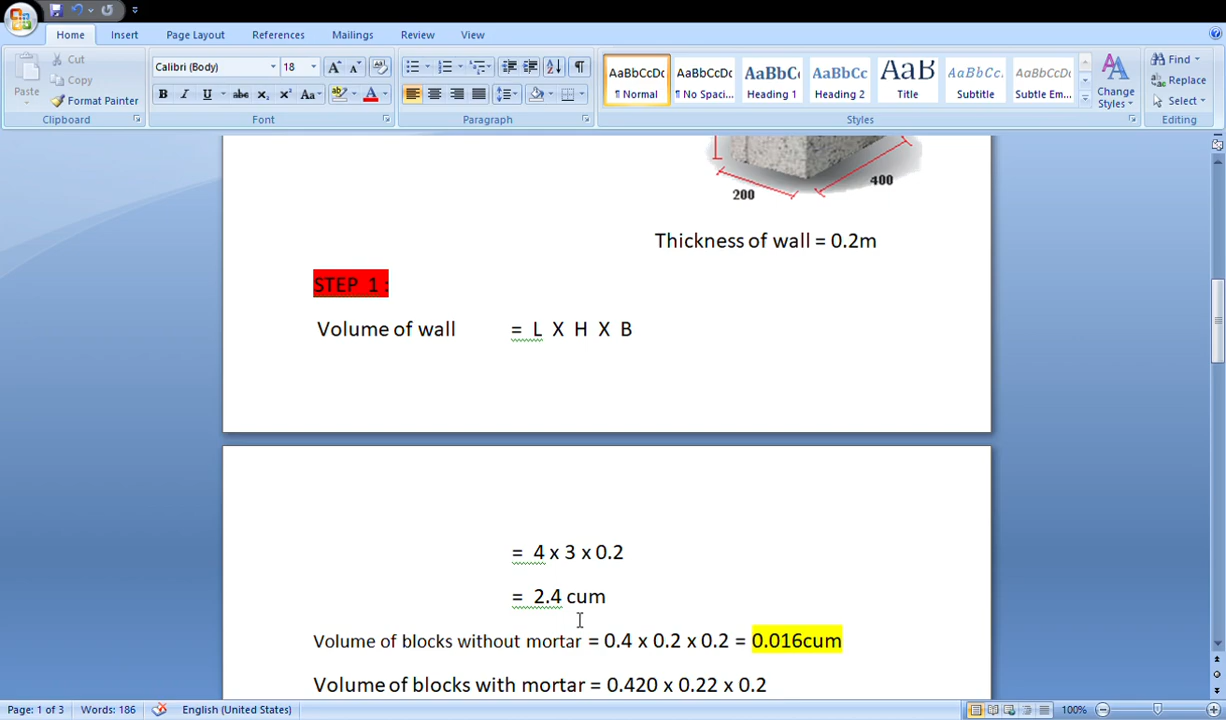 Home Insert Page Layout References Mailings Review View
Cut
Copy
Format Painter
Paste
Clipboard
Calibri (Body) 18
B I U abc x₂ x² Aa A
Font
Paragraph
AaBbCcDc AaBbCcDc AaBbC AaBbCc AaB AaBbCc. AaBbCcDc
¶ Normal ¶ No Spaci... Heading 1 Heading 2 Title Subtitle Subtle Em...
Styles
Change
Styles
Find
Replace
Select
Editing
200
400
Thickness of wall = 0.2m
STEP 1 :
Volume of wall = L X H X B
= 4 x 3 x 0.2
= 2.4 cum
Volume of blocks without mortar = 0.4 x 0.2 x 0.2 = 0.016cum
Volume of blocks with mortar = 0.420 x 0.22 x 0.2
Page: 1 of 3 Words: 186 English (United States) 100%